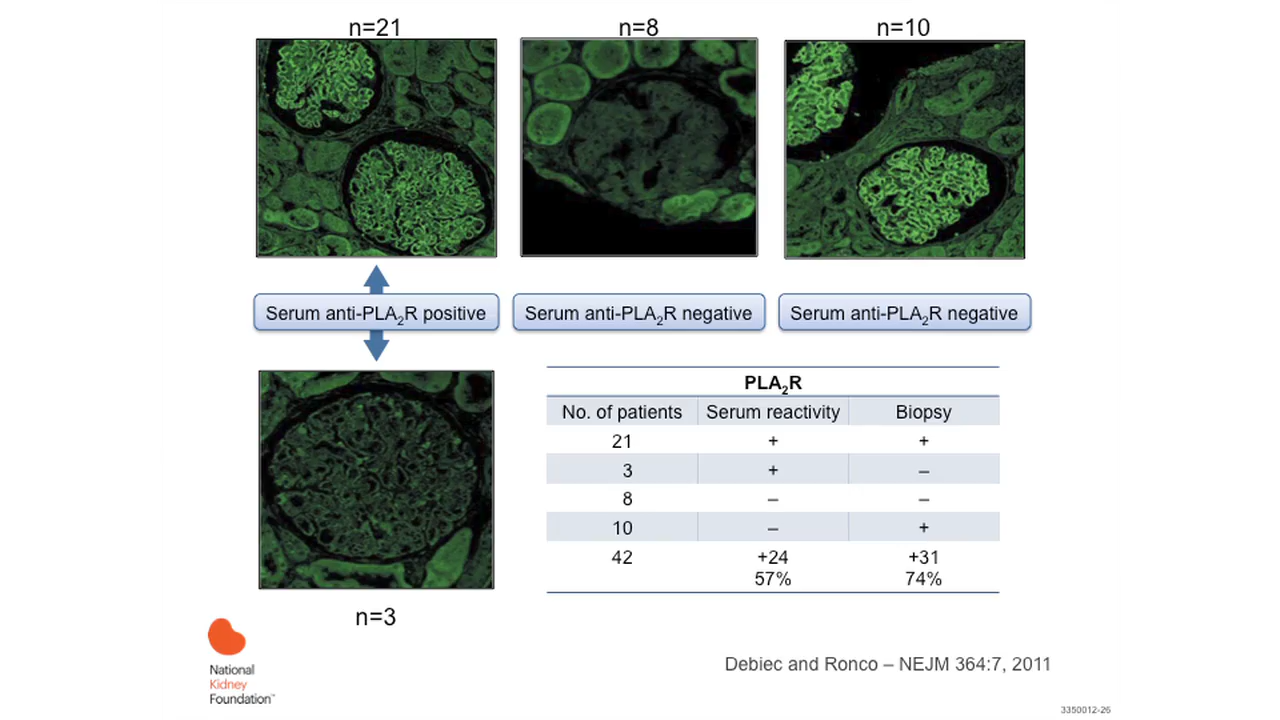 n=21
n=8
n=10
Serum anti-PLA₂R positive
Serum anti-PLA₂R negative
Serum anti-PLA₂R negative
n=3
PLA₂R
No. of patients Serum reactivity Biopsy
21 + +
3 + –
8 – –
10 – +
42 +24 +31
57% 74%
National
Kidney
Foundation™
Debiec and Ronco – NEJM 364:7, 2011
3350012-26